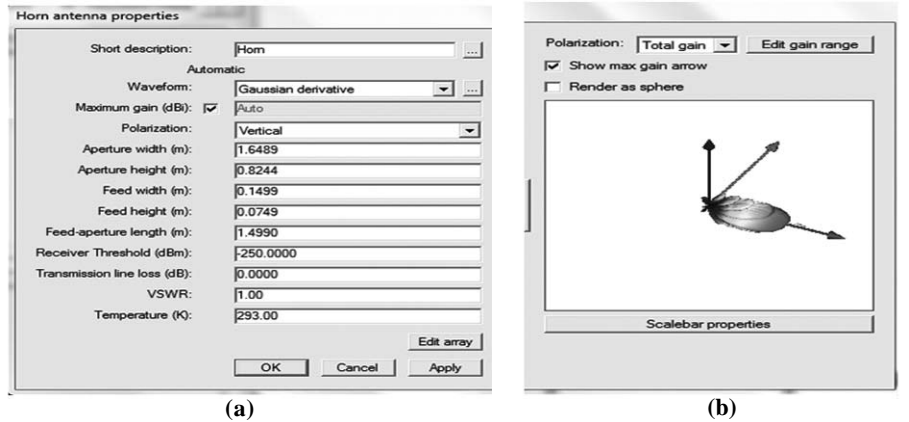 Horn antenna properties
Short description: Horn ...
Automatic
Waveform: Gaussian derivative ...
Maximum gain (dBi): Auto
Polarization: Vertical
Aperture width (m): 1.6489
Aperture height (m): 0.8244
Feed width (m): 0.1499
Feed height (m): 0.0749
Feed-aperture length (m): 1.4990
Receiver Threshold (dBm): -250.0000
Transmission line loss (dB): 0.0000
VSWR: 1.00
Temperature (K): 293.00
Edit array
OK Cancel Apply
(a)
Polarization: Total gain Edit gain range
Show max gain arrow
Render as sphere
Scalebar properties
(b)